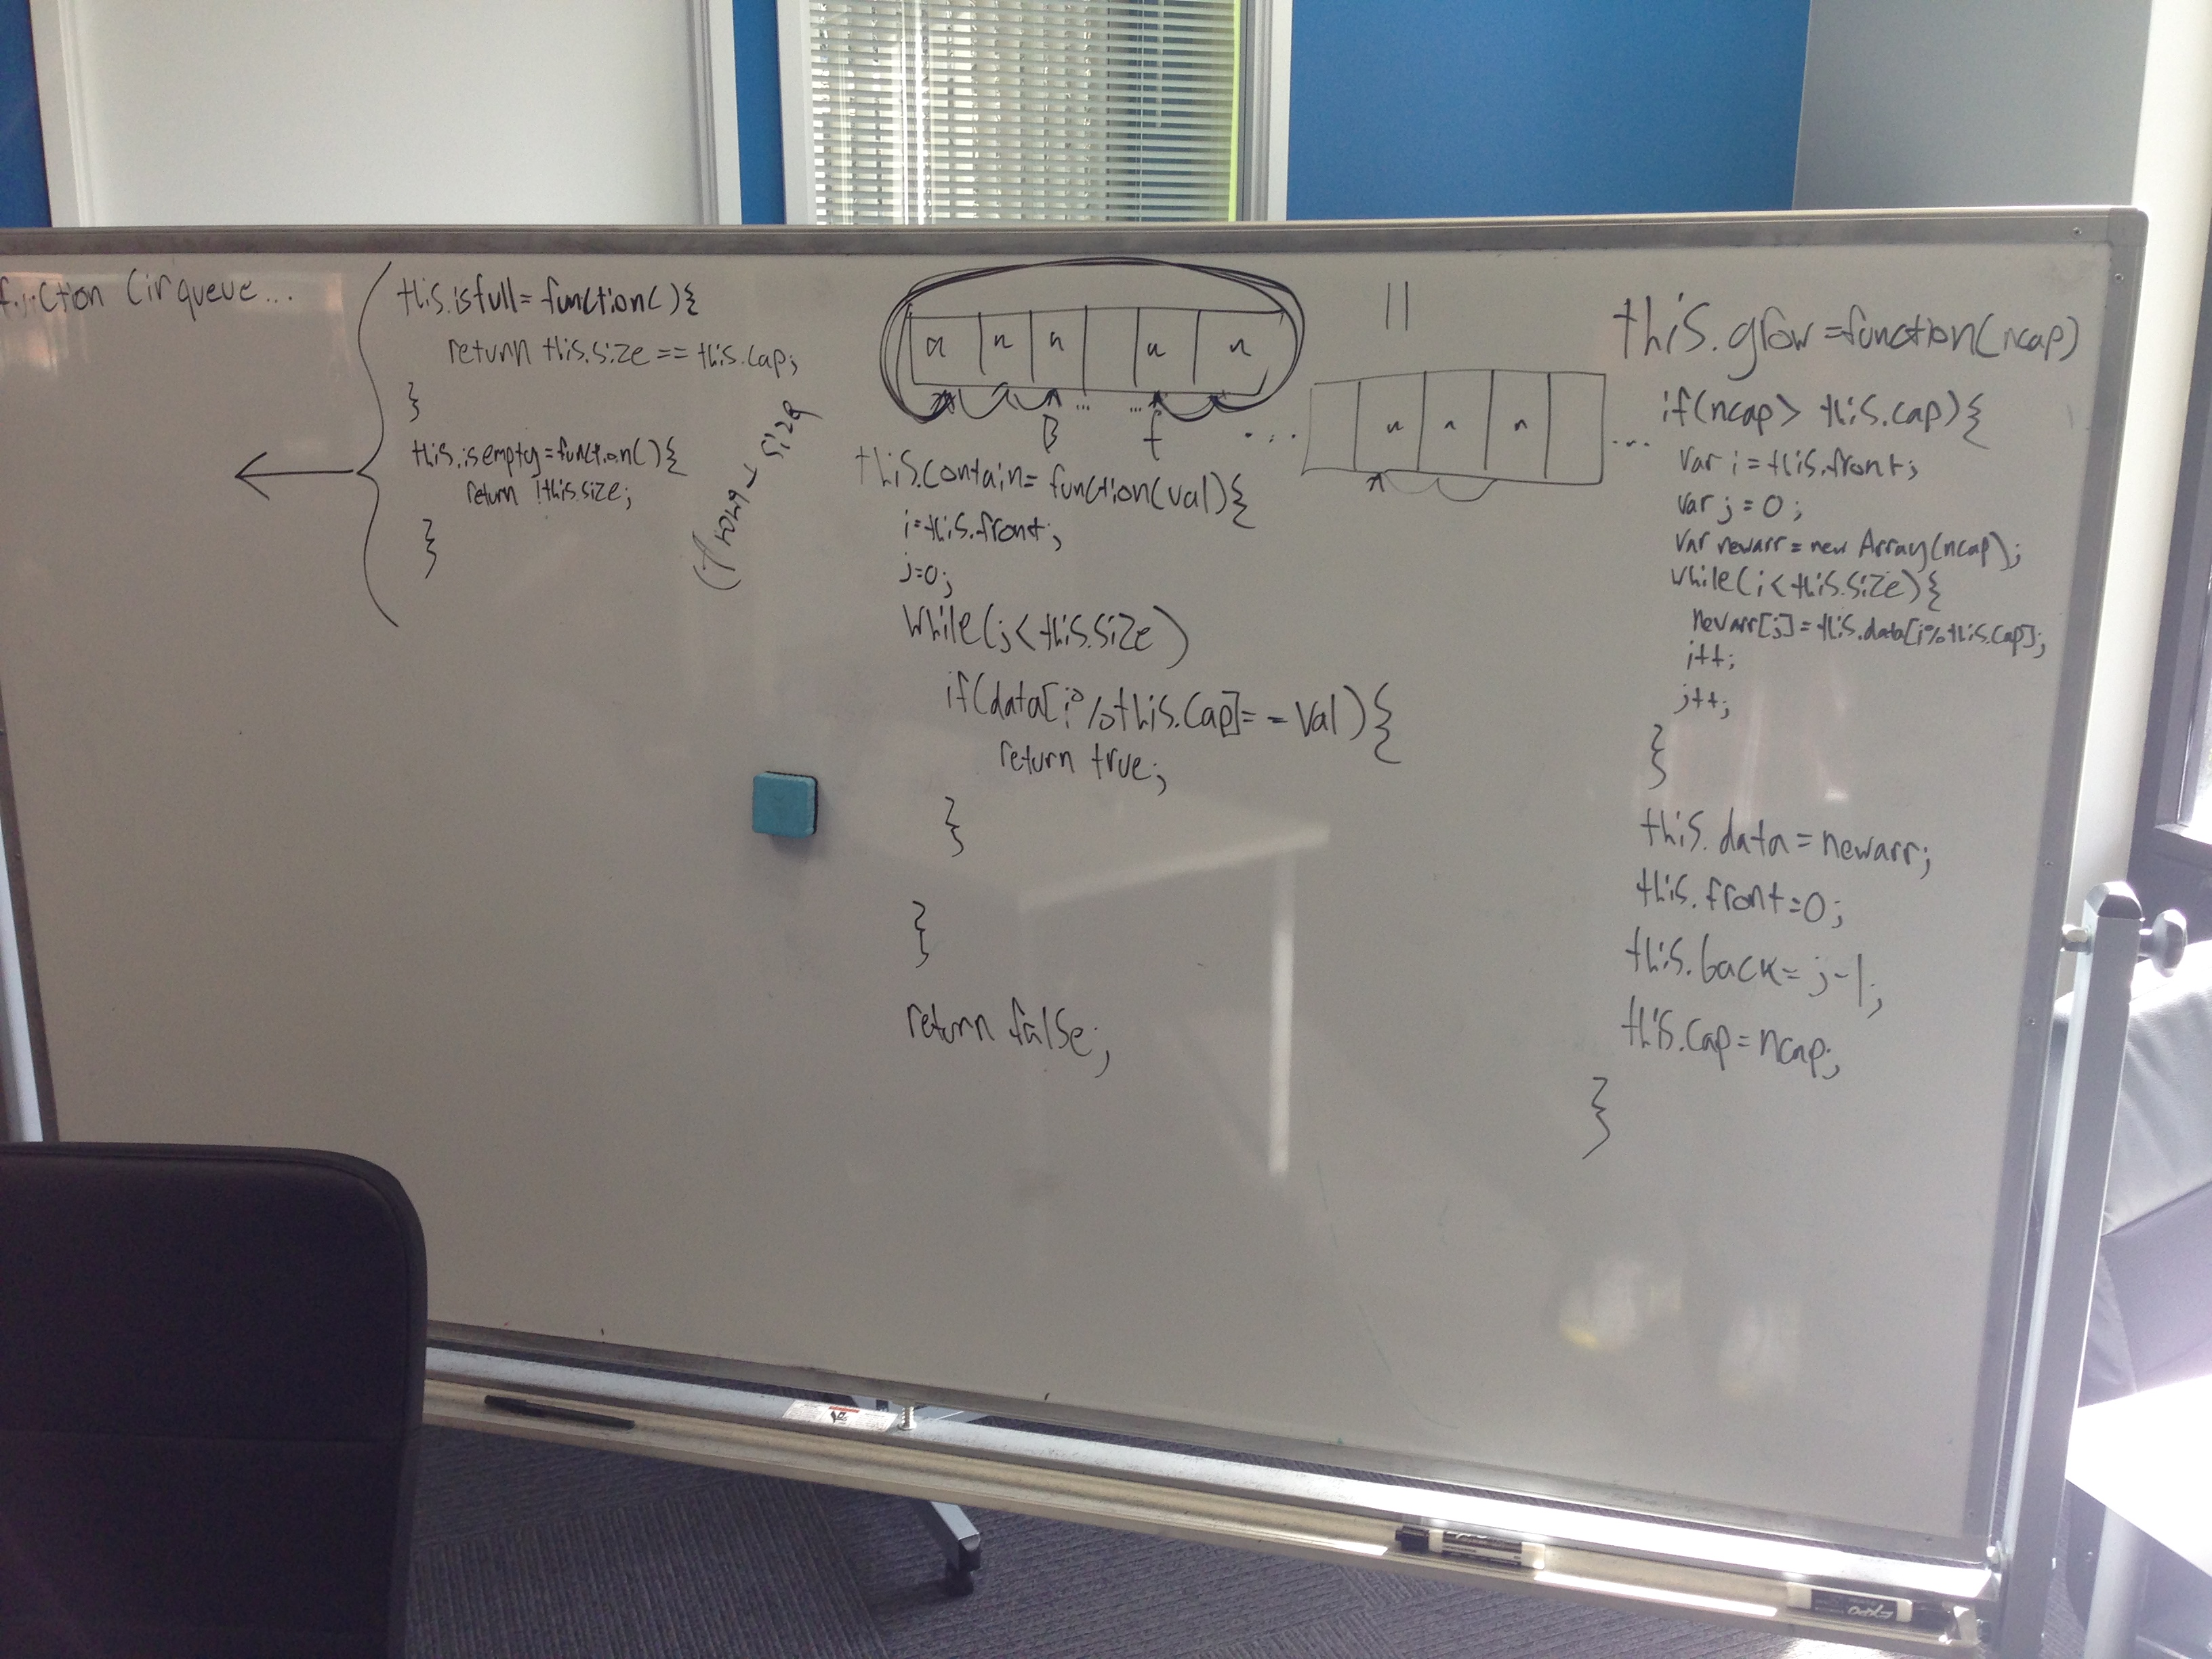 function Cirqueue...
this.isfull=function(){
return this.size == this.cap;
}
this.isempty=function(){
return !this.size;
}
n n n n n
... ...
B f
this.contain= function(val){
i=this.front;
j=0;
while(j<this.size)
if(data[i%this.cap]==val){
return true;
}
}
return false;
... n n n ...
this.grow=function(ncap)
if(ncap> this.cap){
var i=this.front;
var j=0;
var newarr=new Array(ncap);
while(i<this.size){
newarr[j]=this.data[i%this.cap];
i++;
j++;
}
this.data=newarr;
this.front=0;
this.back=j-1;
this.cap=ncap;
}
EXPO